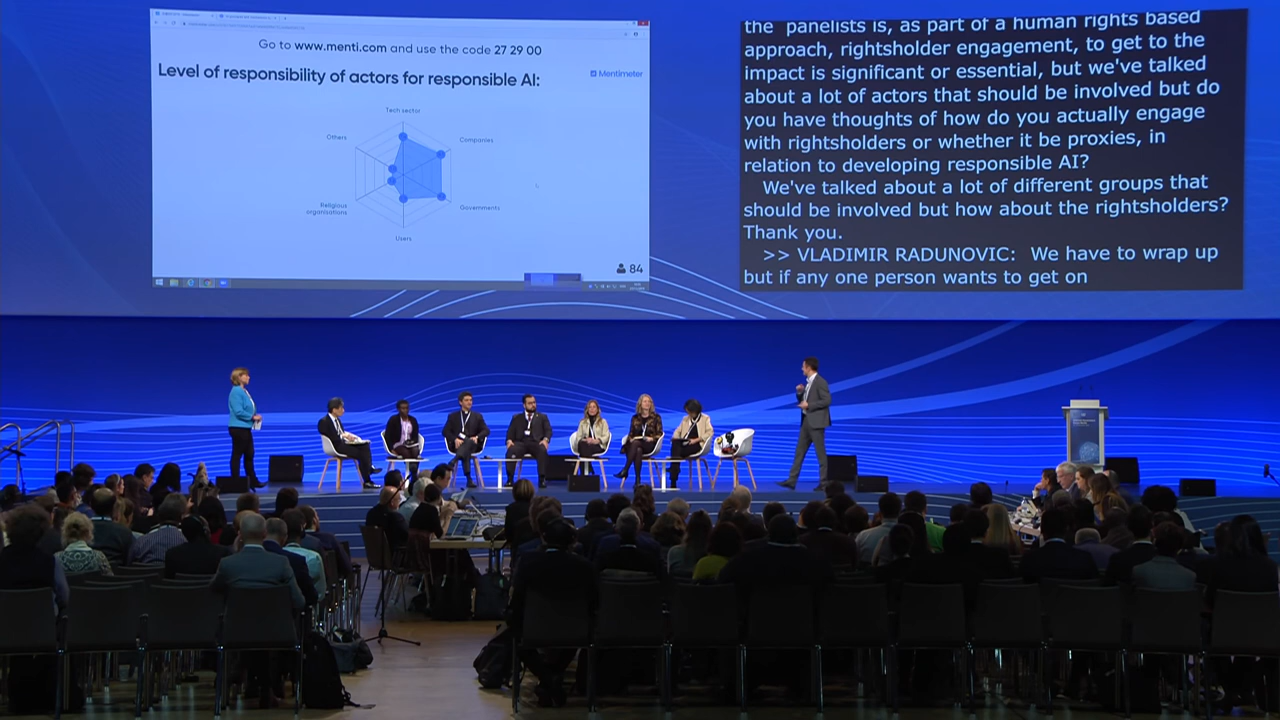 Go to www.menti.com and use the code 27 29 00
Level of responsibility of actors for responsible AI:
Mentimeter
Tech sector
Others
Companies
Religious
organisations
Governments
Users
84
the panelists is, as part of a human rights based
approach, rightsholder engagement, to get to the
impact is significant or essential, but we've talked
about a lot of actors that should be involved but do
you have thoughts of how do you actually engage
with rightsholders or whether it be proxies, in
relation to developing responsible AI?
We've talked about a lot of different groups that
should be involved but how about the rightsholders?
Thank you.
>> VLADIMIR RADUNOVIC: We have to wrap up
but if any one person wants to get on